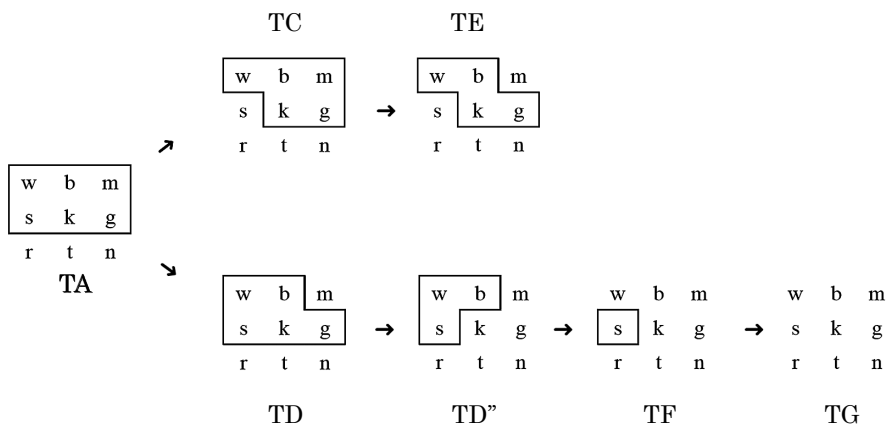 TC TE
w b m w b m
s k g → s k g
r t n r t n
w b m
s k g
r t n
TA
w b m w b m w b m w b m
s k g → s k g → s k g → s k g
r t n r t n r t n r t n
TD TD” TF TG